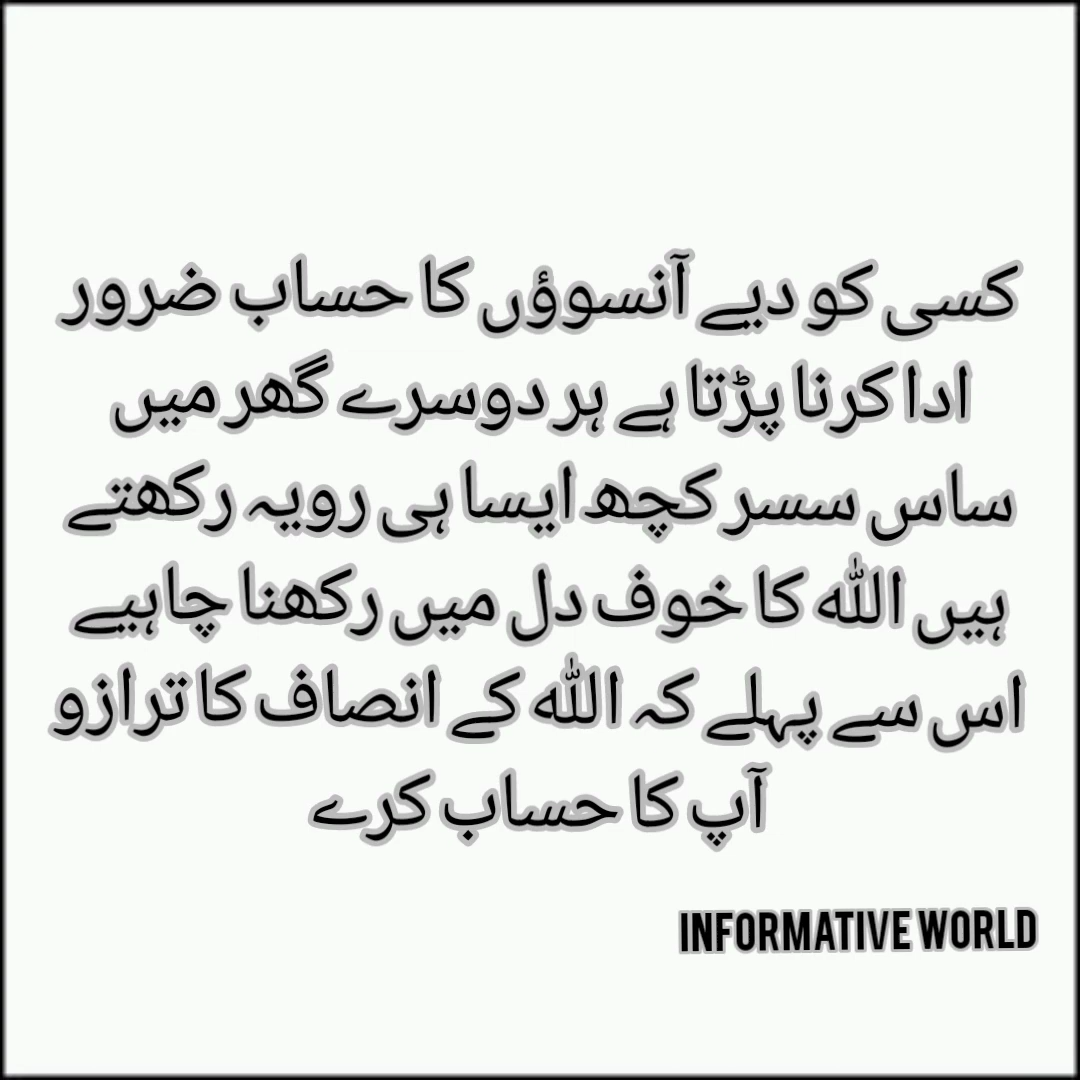 کسی کو دیے آنسوؤں کا حساب ضرور
ادا کرنا پڑتا ہے ہر دوسرے گھر میں
ساس سسر کچھ ایسا ہی رویہ رکھتے
ہیں اللہ کا خوف دل میں رکھنا چاہیے
اس سے پہلے کہ اللہ کے انصاف کا ترازو
آپ کا حساب کرے
INFORMATIVE WORLD